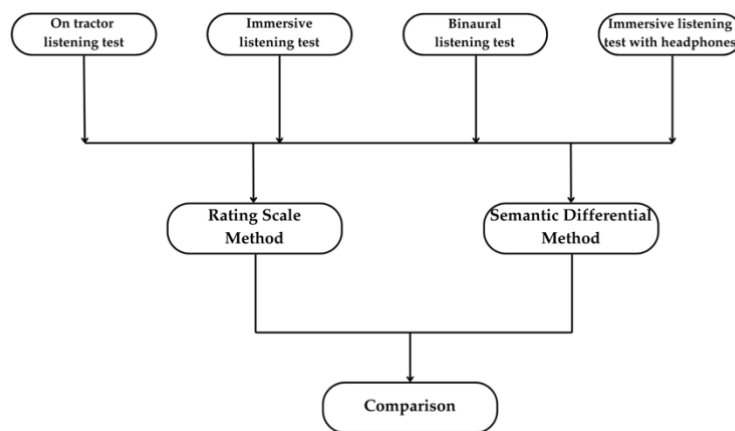 On tractor
listening test
Immersive
listening test
Binaural
listening test
Immersive listening
test with headphones
Rating Scale
Method
Semantic Differential
Method
Comparison